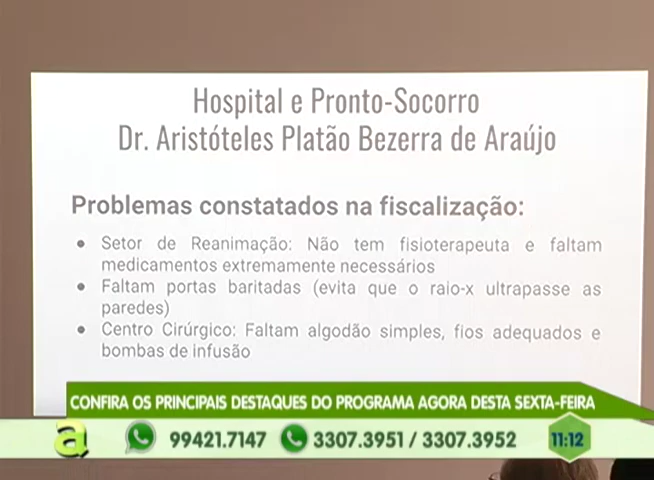 Hospital e Pronto-Socorro
Dr. Aristóteles Platão Bezerra de Araújo
Problemas constatados na fiscalização:
● Setor de Reanimação: Não tem fisioterapeuta e faltam
medicamentos extremamente necessários
● Faltam portas baritadas (evita que o raio-x ultrapasse as
paredes)
● Centro Cirúrgico: Faltam algodão simples, fios adequados e
bombas de infusão
CONFIRA OS PRINCIPAIS DESTAQUES DO PROGRAMA AGORA DESTA SEXTA-FEIRA
a 99421.7147 3307.3951 / 3307.3952 11:12